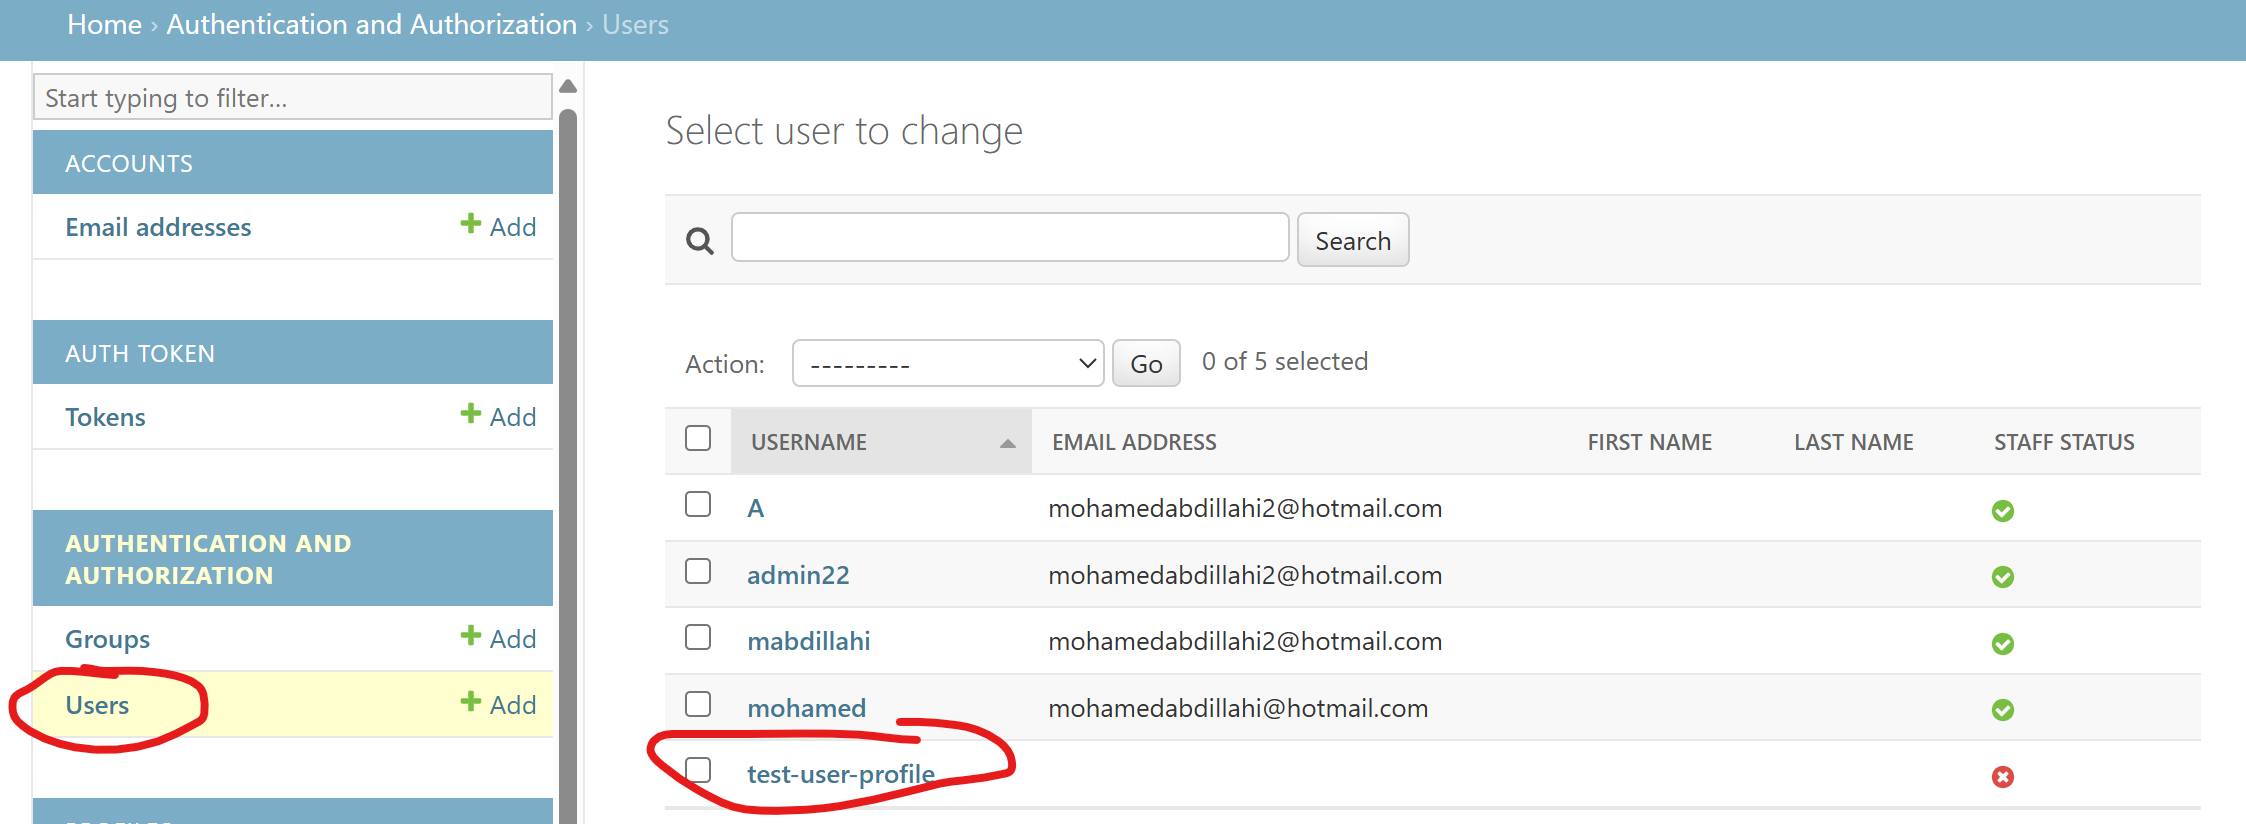 Home › Authentication and Authorization › Users
Start typing to filter...
ACCOUNTS
Email addresses + Add
AUTH TOKEN
Tokens + Add
AUTHENTICATION AND
AUTHORIZATION
Groups + Add
Users + Add
Select user to change
Search
Action: --------- Go 0 of 5 selected
USERNAME EMAIL ADDRESS FIRST NAME LAST NAME STAFF STATUS
A mohamedabdillahi2@hotmail.com
admin22 mohamedabdillahi2@hotmail.com
mabdillahi mohamedabdillahi2@hotmail.com
mohamed mohamedabdillahi@hotmail.com
test-user-profile